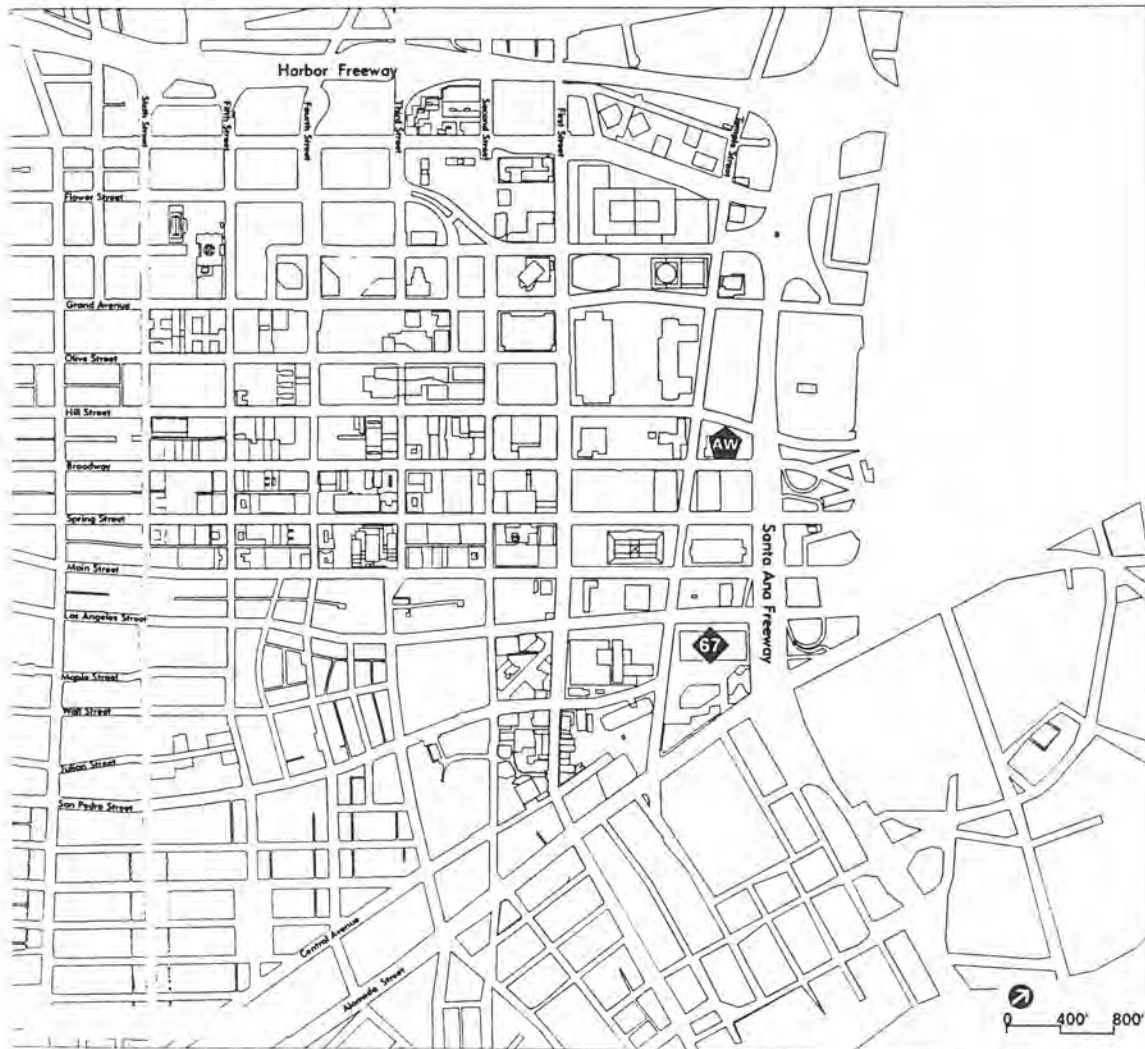 Harbor Freeway
Sixth Street
Fifth Street
Fourth Street
Third Street
Second Street
First Street
Temple Street
Flower Street
Grand Avenue
Olive Street
Hill Street
AW
Broadway
Spring Street
Santa Ana Freeway
Main Street
Los Angeles Street
67
Maple Street
Wall Street
Julian Street
San Pedro Street
Central Avenue
Alameda Street
0 400' 800'